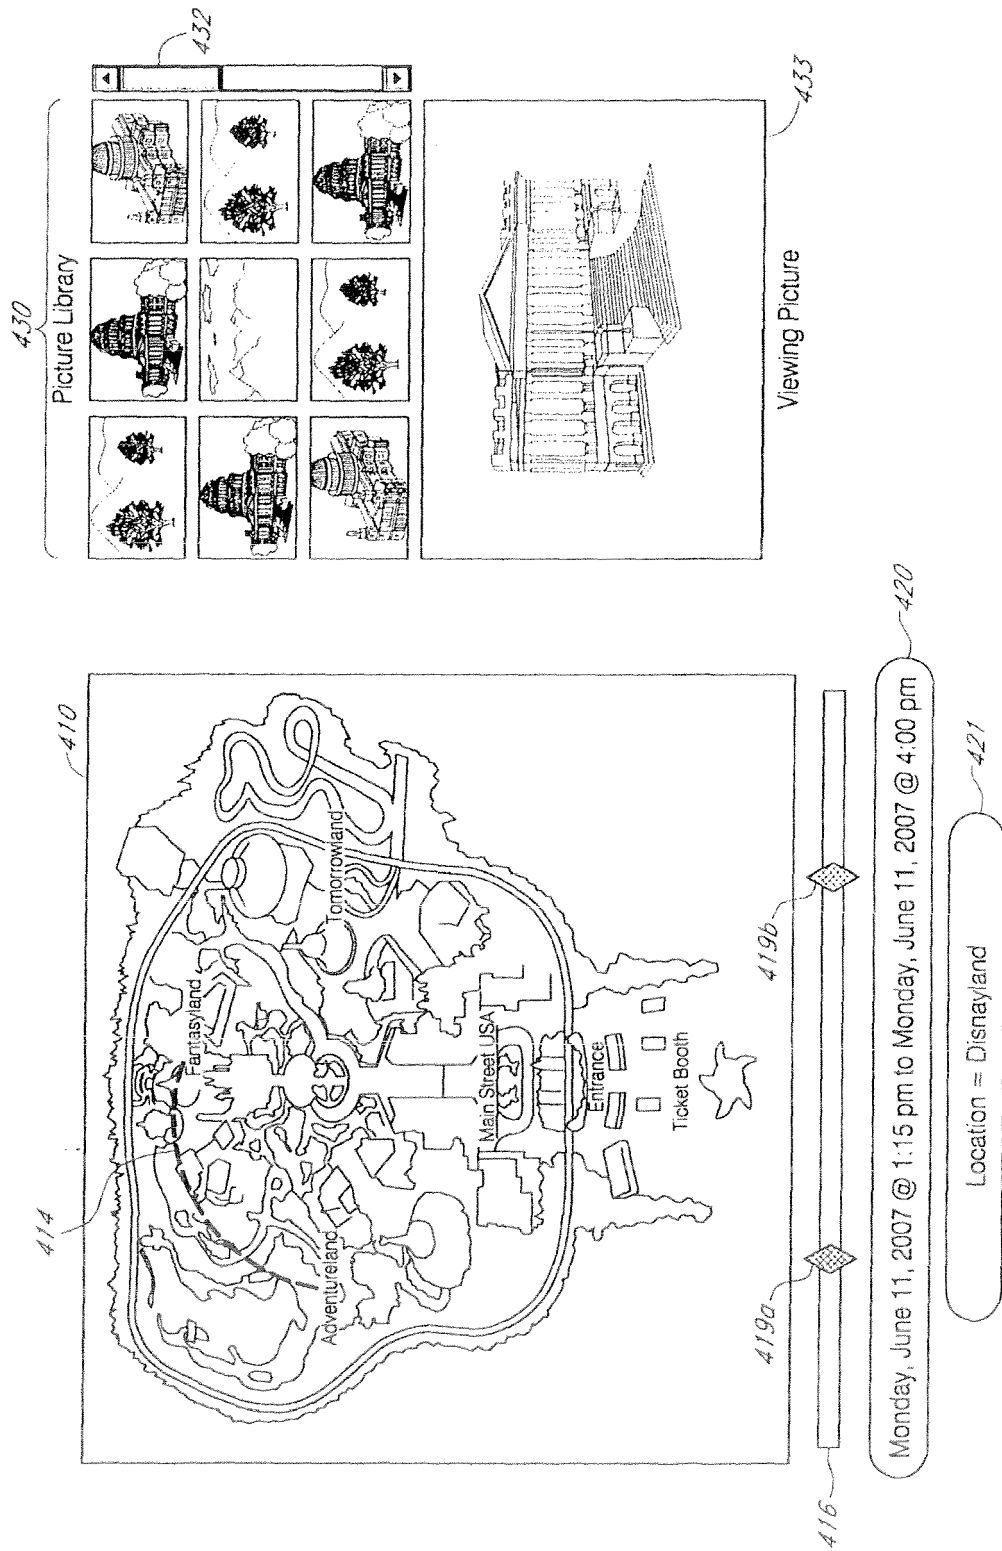 410
414
Fantasyland
Tomorrowland
Adventureland
Main Street USA
Entrance
Ticket Booth
419a
419b
416
Monday, June 11, 2007 @ 1:15 pm to Monday, June 11, 2007 @ 4:00 pm
420
Location = Disnayland
421
430
Picture Library
432
433
Viewing Picture